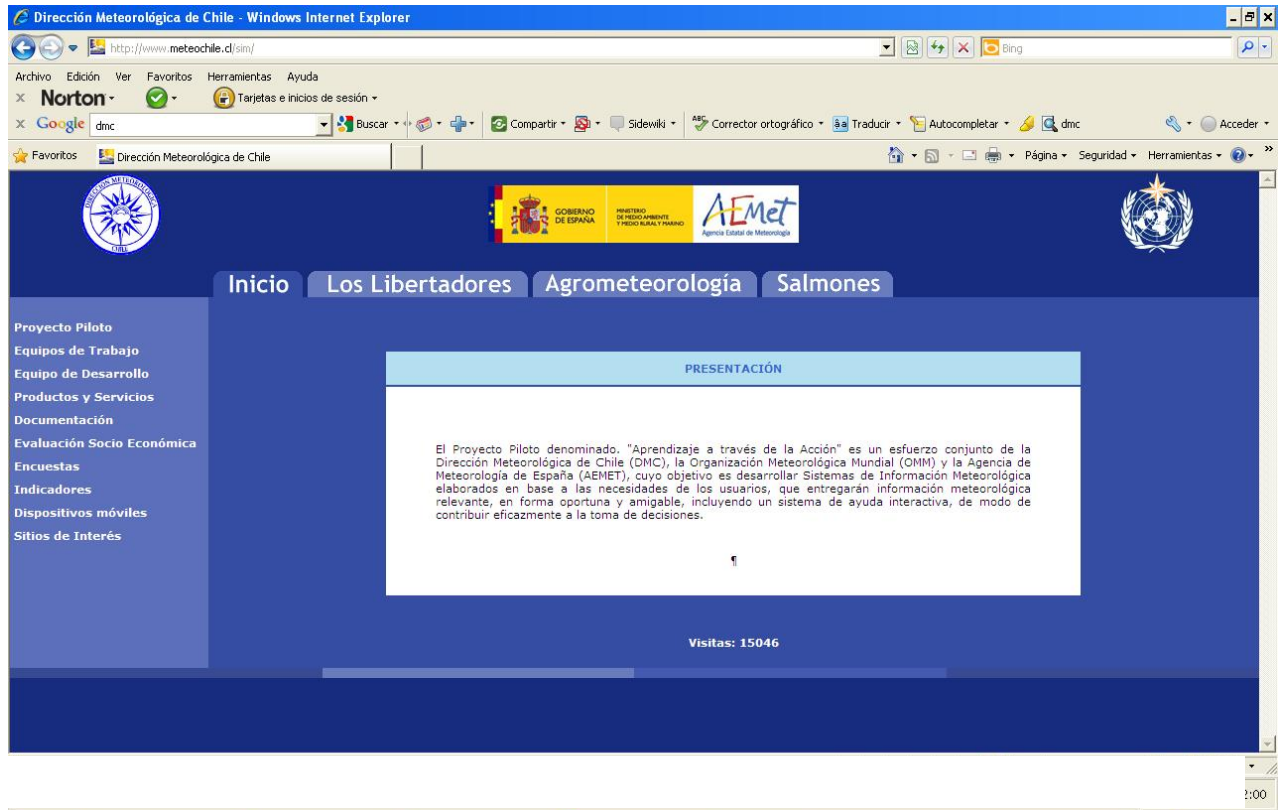 Dirección Meteorológica de Chile - Windows Internet Explorer
http://www.meteochile.cl/sim/
Bing
Archivo Edición Ver Favoritos Herramientas Ayuda
Norton
Tarjetas e inicios de sesión
Google dmc Buscar Compartir Sidewiki Corrector ortográfico Traducir Autocompletar dmc Acceder
Favoritos Dirección Meteorológica de Chile Página Seguridad Herramientas
GOBIERNO DE ESPAÑA
MINISTERIO DE MEDIO AMBIENTE Y MEDIO RURAL Y MARINO
AEMet
Agencia Estatal de Meteorología
Inicio Los Libertadores Agrometeorología Salmones
Proyecto Piloto
Equipos de Trabajo
Equipo de Desarrollo
Productos y Servicios
Documentación
Evaluación Socio Económica
Encuestas
Indicadores
Dispositivos móviles
Sitios de Interés
PRESENTACIÓN
El Proyecto Piloto denominado. "Aprendizaje a través de la Acción" es un esfuerzo conjunto de la
Dirección Meteorológica de Chile (DMC), la Organización Meteorológica Mundial (OMM) y la Agencia de
Meteorología de España (AEMET), cuyo objetivo es desarrollar Sistemas de Información Meteorológica
elaborados en base a las necesidades de los usuarios, que entregarán información meteorológica
relevante, en forma oportuna y amigable, incluyendo un sistema de ayuda interactiva, de modo de
contribuir eficazmente a la toma de decisiones.
¶
Visitas: 15046
2:00